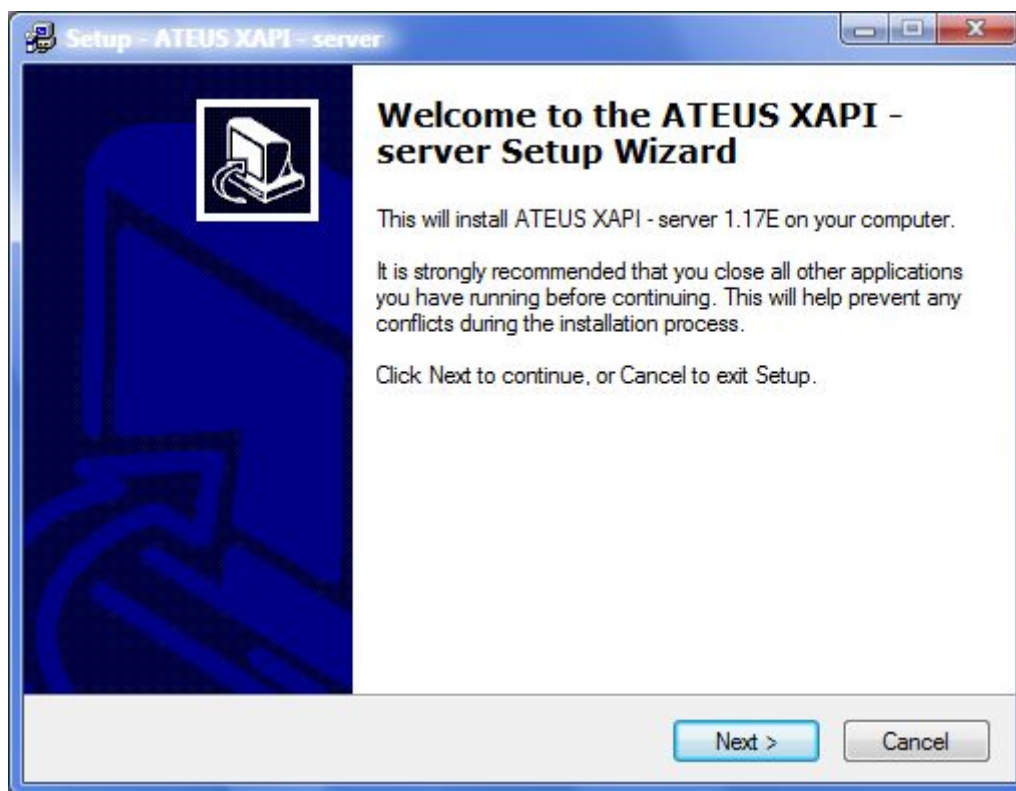 Setup - ATEUS XAPI - server
Welcome to the ATEUS XAPI -
server Setup Wizard
This will install ATEUS XAPI - server 1.17E on your computer.
It is strongly recommended that you close all other applications
you have running before continuing. This will help prevent any
conflicts during the installation process.
Click Next to continue, or Cancel to exit Setup.
Next >
Cancel